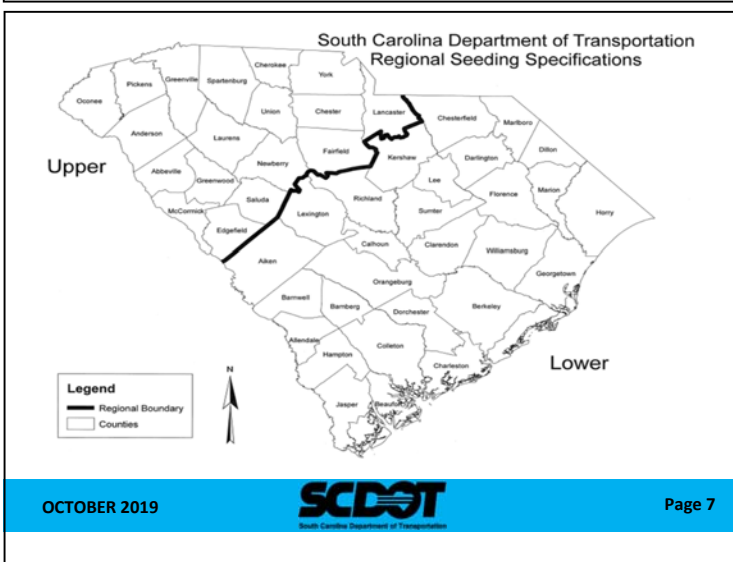 South Carolina Department of Transportation
Regional Seeding Specifications
Cherokee
York
Greenville
Spartanburg
Pickens
Oconee
Union
Chester
Lancaster
Chesterfield
Marlboro
Anderson
Laurens
Dillon
Upper
Fairfield
Darlington
Abbeville
Newberry
Kershaw
Greenwood
Lee
Florence
Marion
Saluda
McCormick
Richland
Horry
Lexington
Sumter
Edgefield
Calhoun
Clarendon
Williamsburg
Aiken
Georgetown
Orangeburg
Barnwell
Bamberg
Berkeley
Dorchester
Allendale
Colleton
Hampton
Lower
Charleston
Jasper
Beaufort
N
Legend
Regional Boundary
Counties
OCTOBER 2019
SCDOT
South Carolina Department of Transportation
Page 7